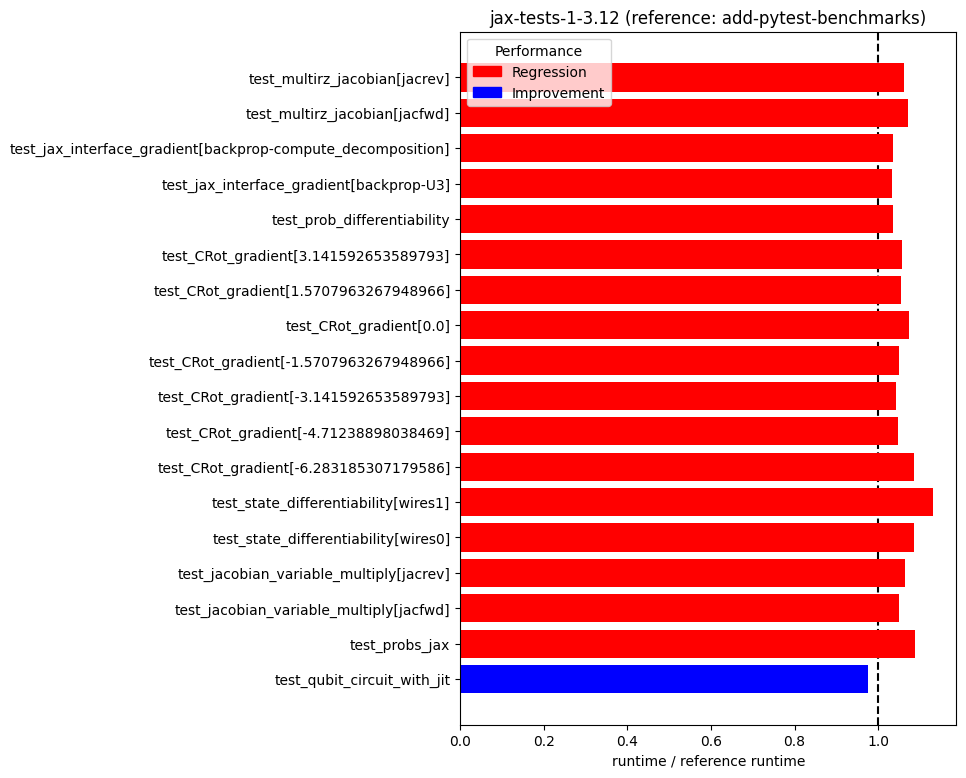 jax-tests-1-3.12 (reference: add-pytest-benchmarks)
Performance
Regression
Improvement
test_multirz_jacobian[jacrev]
test_multirz_jacobian[jacfwd]
test_jax_interface_gradient[backprop-compute_decomposition]
test_jax_interface_gradient[backprop-U3]
test_prob_differentiability
test_CRot_gradient[3.141592653589793]
test_CRot_gradient[1.5707963267948966]
test_CRot_gradient[0.0]
test_CRot_gradient[-1.5707963267948966]
test_CRot_gradient[-3.141592653589793]
test_CRot_gradient[-4.71238898038469]
test_CRot_gradient[-6.283185307179586]
test_state_differentiability[wires1]
test_state_differentiability[wires0]
test_jacobian_variable_multiply[jacrev]
test_jacobian_variable_multiply[jacfwd]
test_probs_jax
test_qubit_circuit_with_jit
0.0 0.2 0.4 0.6 0.8 1.0
runtime / reference runtime